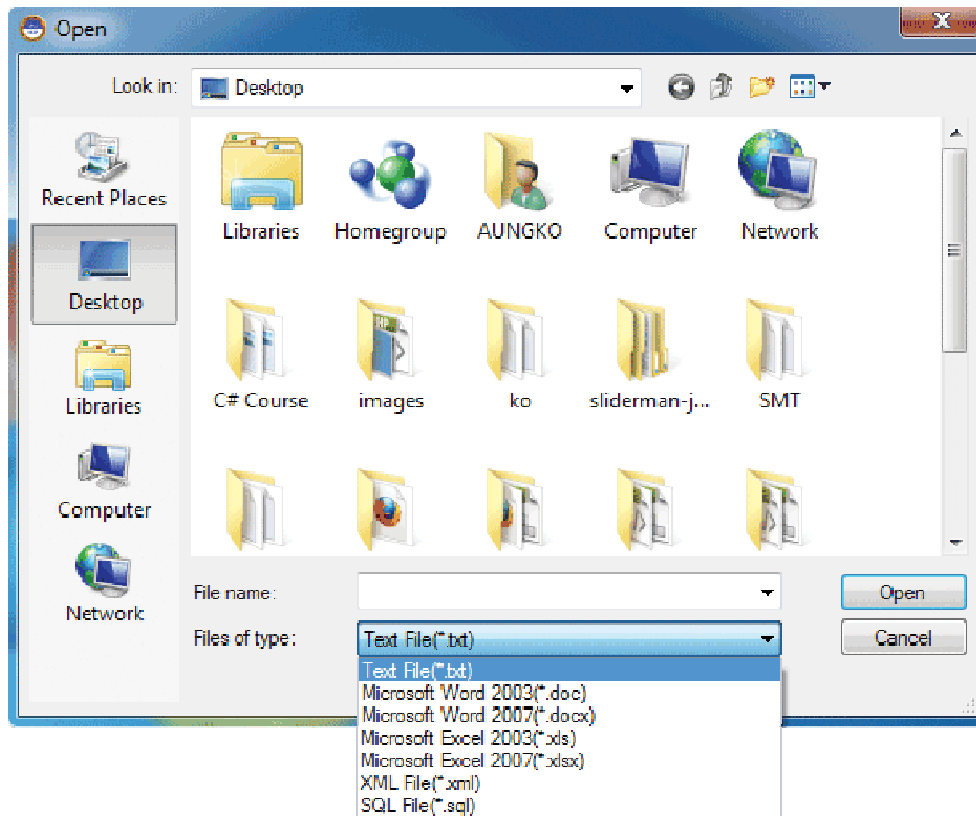 Open
Look in: Desktop
Recent Places
Desktop
Libraries
Computer
Network
Libraries Homegroup AUNGKO Computer Network
C# Course images ko sliderman-j... SMT
File name:
Open
Files of type: Text File(*.txt)
Cancel
Text File(*.txt)
Microsoft Word 2003(*.doc)
Microsoft Word 2007(*.docx)
Microsoft Excel 2003(*.xls)
Microsoft Excel 2007(*.xlsx)
XML File(*.xml)
SQL File(*.sql)